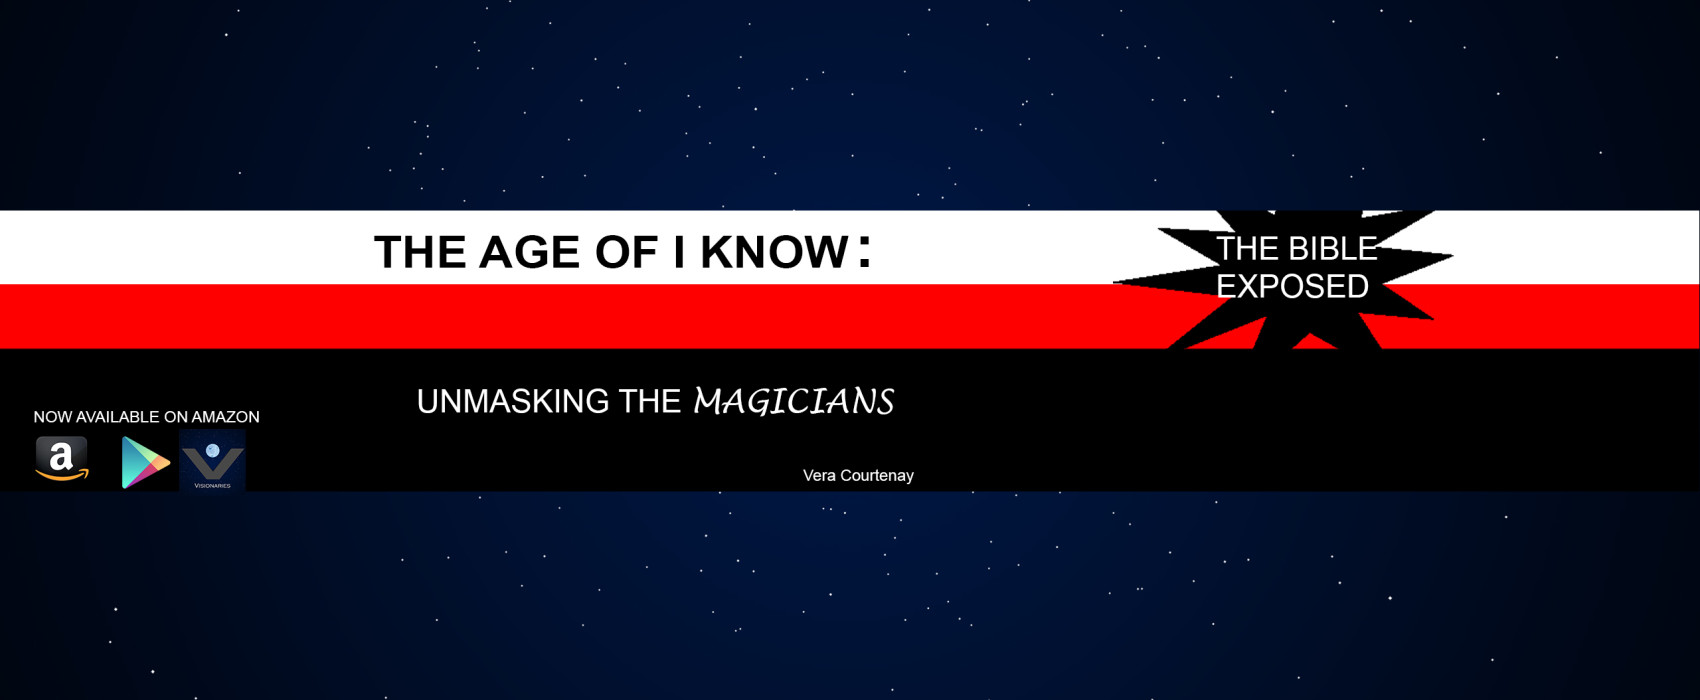 THE AGE OF I KNOW:
THE BIBLE
EXPOSED
UNMASKING THE MAGICIANS
NOW AVAILABLE ON AMAZON
a
VISIONARIES
Vera Courtenay